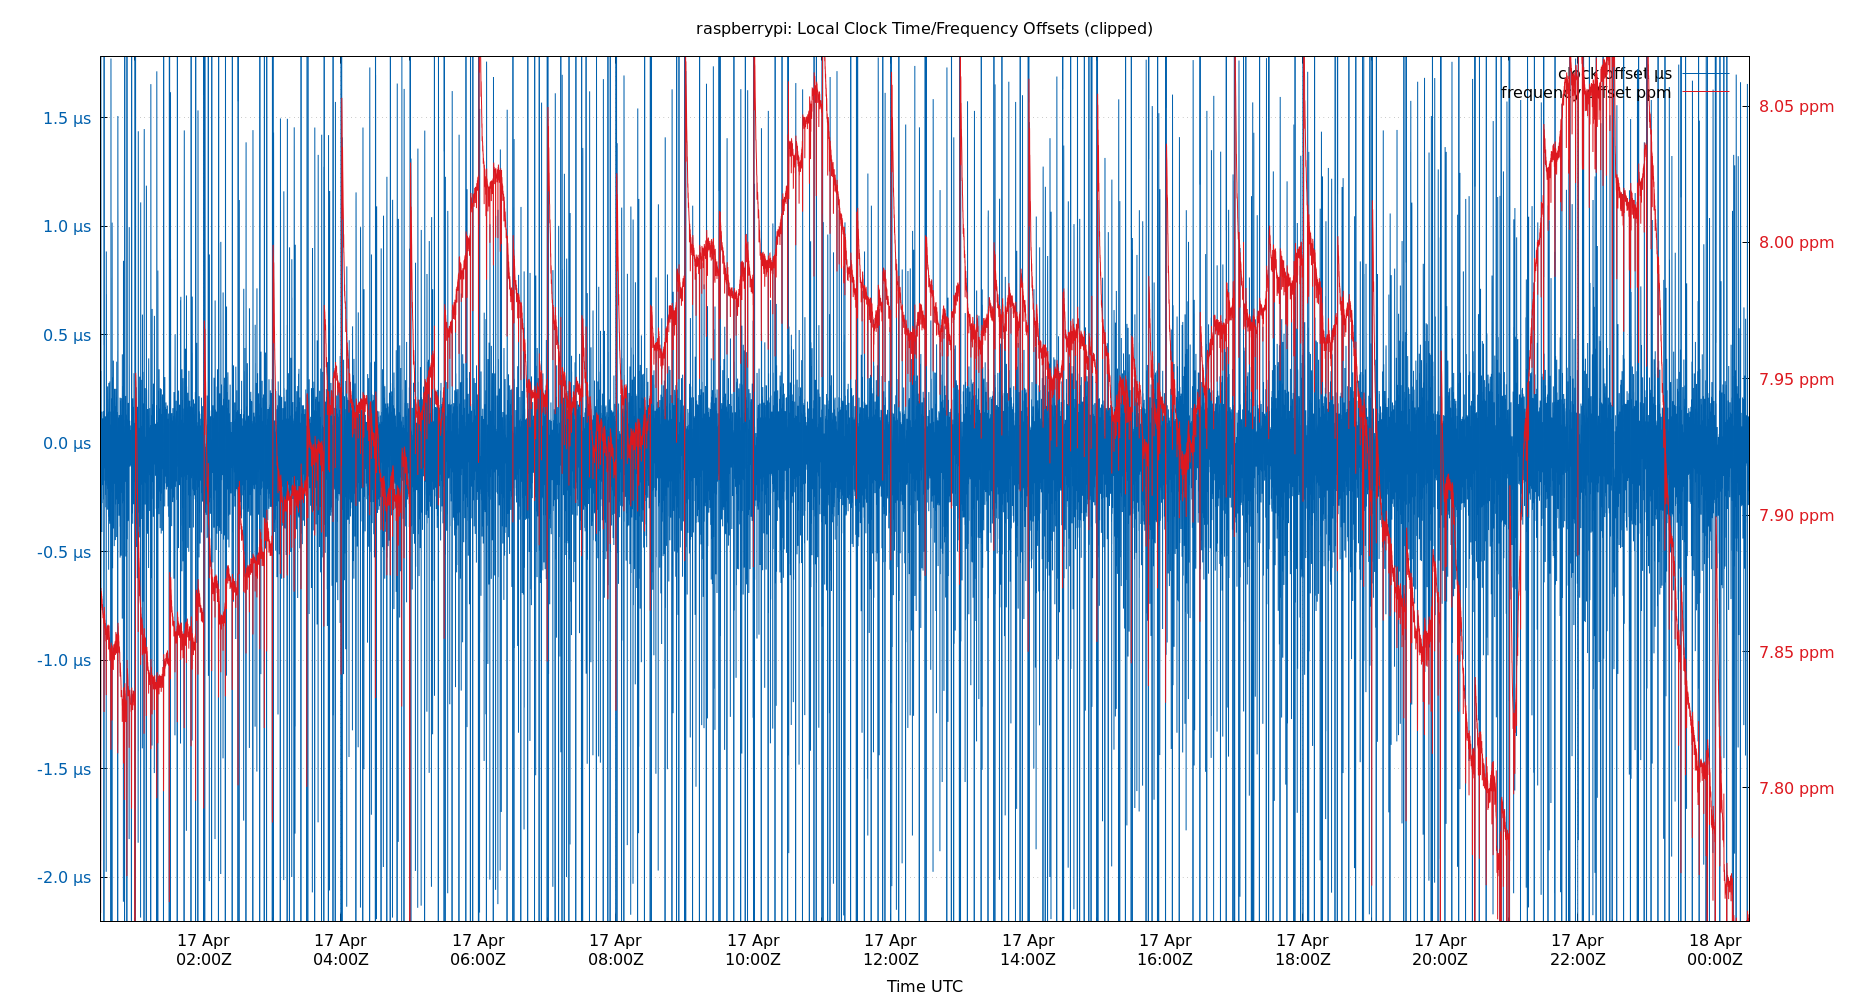 raspberrypi: Local Clock Time/Frequency Offsets (clipped)
clock offset µs
frequency offset ppm
1.5 µs
1.0 µs
0.5 µs
0.0 µs
-0.5 µs
-1.0 µs
-1.5 µs
-2.0 µs
8.05 ppm
8.00 ppm
7.95 ppm
7.90 ppm
7.85 ppm
7.80 ppm
17 Apr 17 Apr 17 Apr 17 Apr 17 Apr 17 Apr 17 Apr 17 Apr 17 Apr 17 Apr 17 Apr 18 Apr
02:00Z 04:00Z 06:00Z 08:00Z 10:00Z 12:00Z 14:00Z 16:00Z 18:00Z 20:00Z 22:00Z 00:00Z
Time UTC